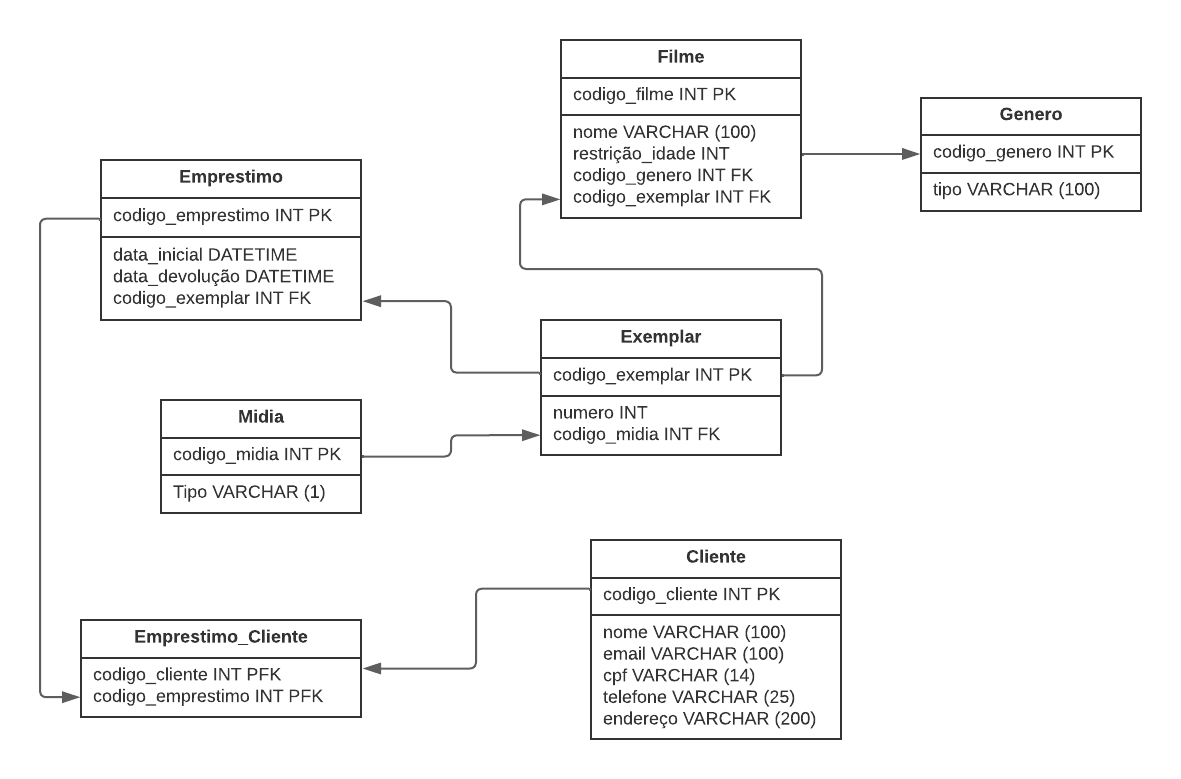 Filme
codigo_filme INT PK
nome VARCHAR (100)
restrição_idade INT
codigo_genero INT FK
codigo_exemplar INT FK
Genero
codigo_genero INT PK
tipo VARCHAR (100)
Emprestimo
codigo_emprestimo INT PK
data_inicial DATETIME
data_devolução DATETIME
codigo_exemplar INT FK
Exemplar
codigo_exemplar INT PK
numero INT
codigo_midia INT FK
Midia
codigo_midia INT PK
Tipo VARCHAR (1)
Cliente
codigo_cliente INT PK
nome VARCHAR (100)
email VARCHAR (100)
cpf VARCHAR (14)
telefone VARCHAR (25)
endereço VARCHAR (200)
Emprestimo_Cliente
codigo_cliente INT PFK
codigo_emprestimo INT PFK